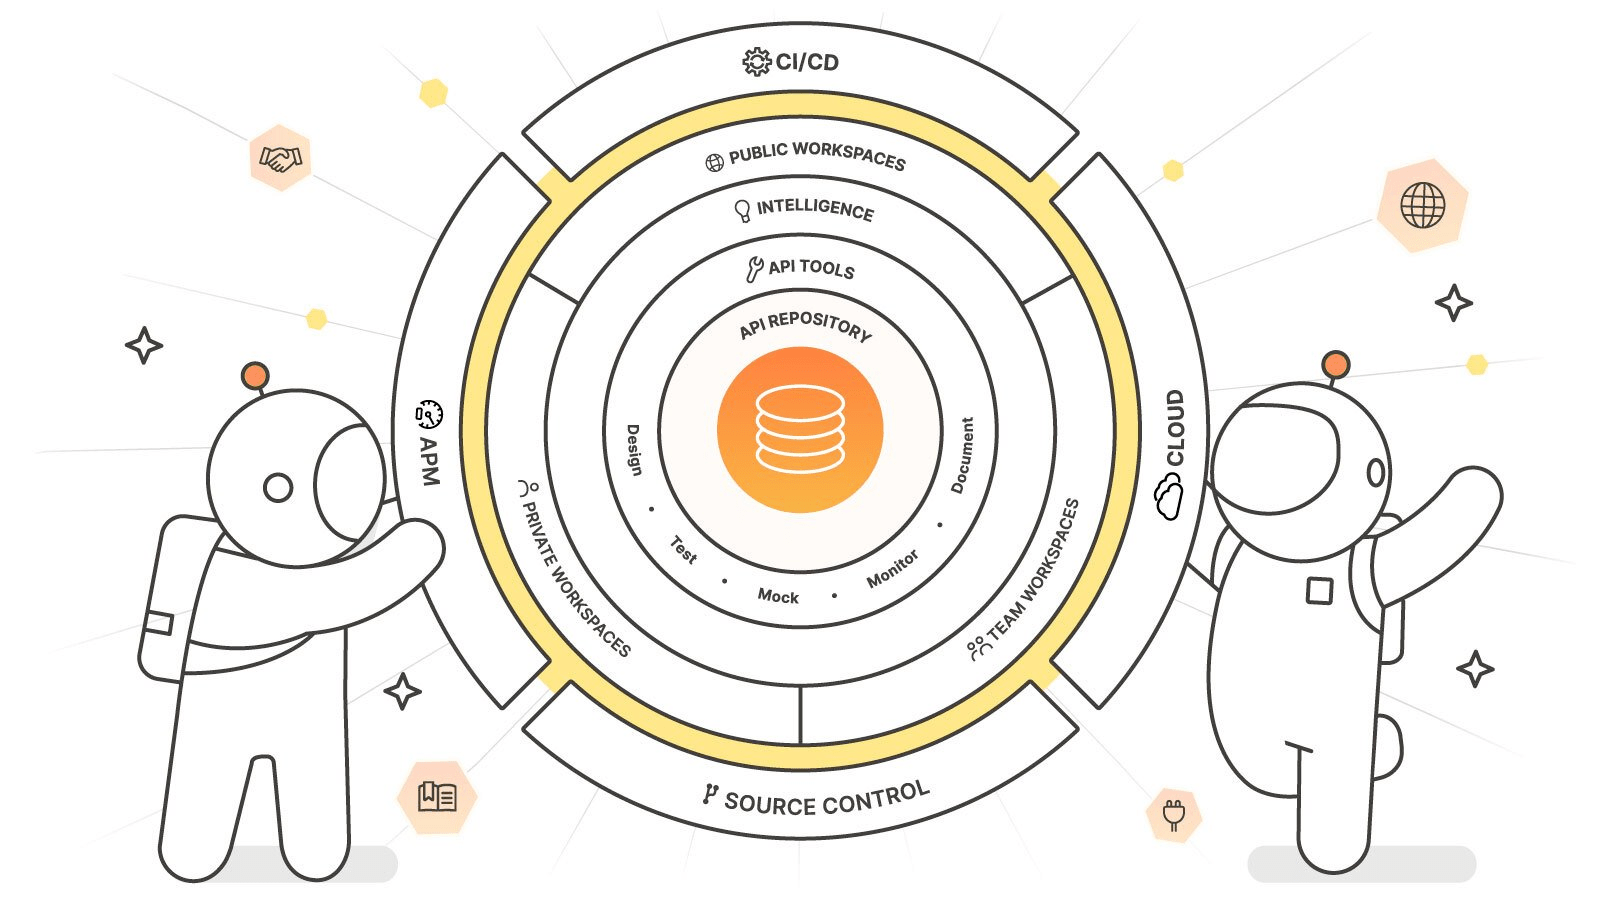 CI/CD
PUBLIC WORKSPACES
INTELLIGENCE
API TOOLS
API REPOSITORY
APM
CLOUD
Design
Test
Mock
Monitor
Document
PRIVATE WORKSPACES
TEAM WORKSPACES
SOURCE CONTROL